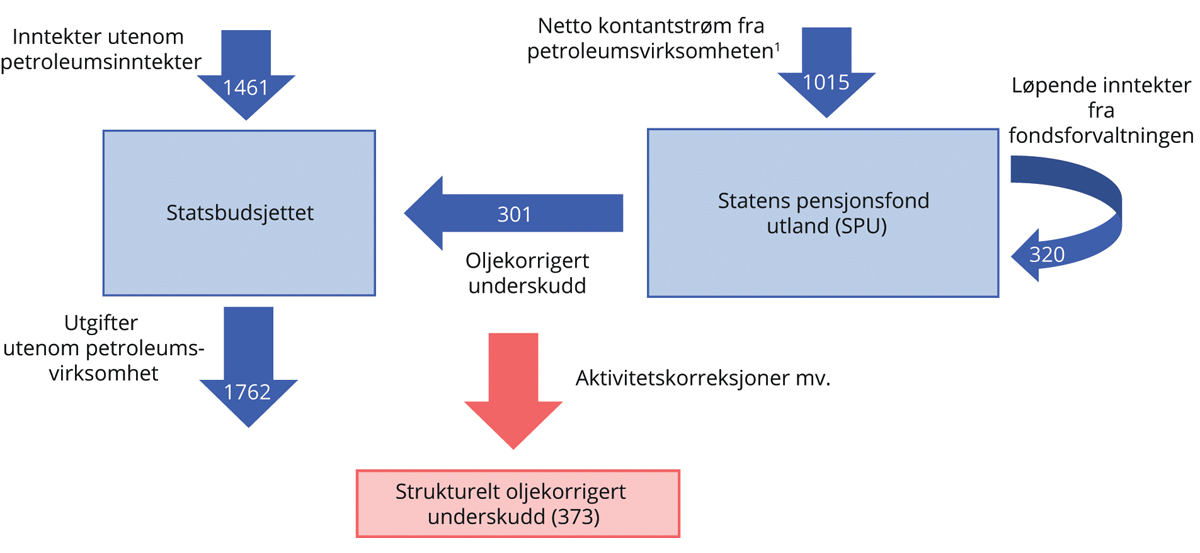 Inntekter utenom
petroleumsinntekter
1461
Netto kontantstrøm fra
petroleumsvirksomheten¹
1015
Løpende inntekter
fra
fondsforvaltningen
Statsbudsjettet
301
Statens pensjonsfond
utland (SPU)
320
Oljekorrigert
underskudd
Utgifter
utenom petroleums-
virksomhet
1762
Aktivitetskorreksjoner mv.
Strukturelt oljekorrigert
underskudd (373)